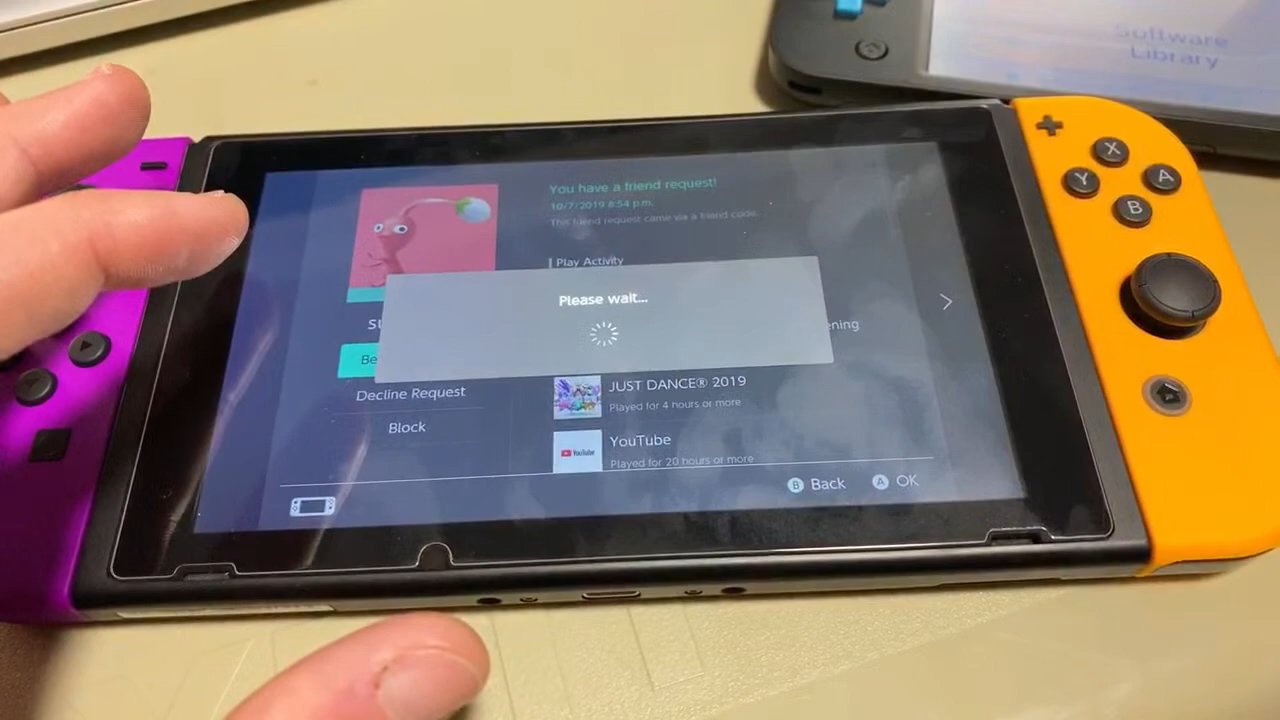 Software
Library
You have a friend request!
10/7/2019 8:54 p.m.
This friend request came via a friend code.
Play Activity
Please wait...
Be
Decline Request
Block
JUST DANCE® 2019
Played for 4 hours or more
YouTube
YouTube
Played for 20 hours or more
B Back
A OK
X
Y
A
B